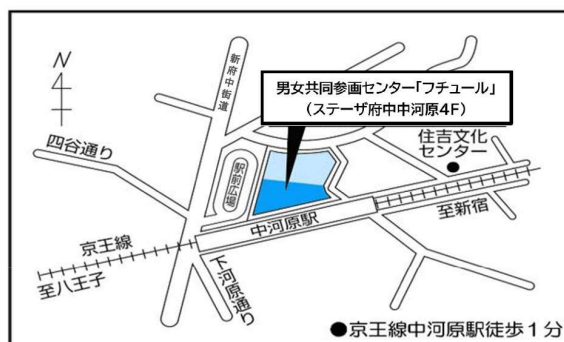 新府中街道
N
男女共同参画センター「フチュール」
（ステーザ府中中河原4F）
四谷通り
住吉文化
センター
駅前広場
中河原駅
至新宿
京王線
至八王子
下河原通り
●京王線中河原駅徒歩1分